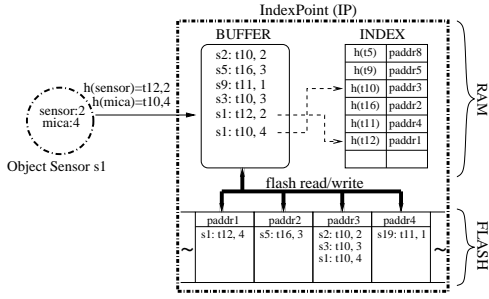 IndexPoint (IP)
BUFFER
s2: t10, 2
s5: t16, 3
s9: t11, 1
s3: t10, 3
s1: t12, 2
s1: t10, 4
INDEX
h(t5) paddr8
h(t9) paddr5
h(t10) paddr3
h(t16) paddr2
h(t11) paddr4
h(t12) paddr1
RAM
h(sensor)=t12,2
h(mica)=t10,4
sensor:2
mica:4
Object Sensor s1
flash read/write
paddr1 paddr2 paddr3 paddr4
s1: t12, 4 s5: t16, 3 s2: t10, 2 s19: t11, 1
s3: t10, 3
s1: t10, 4
~ ~
FLASH